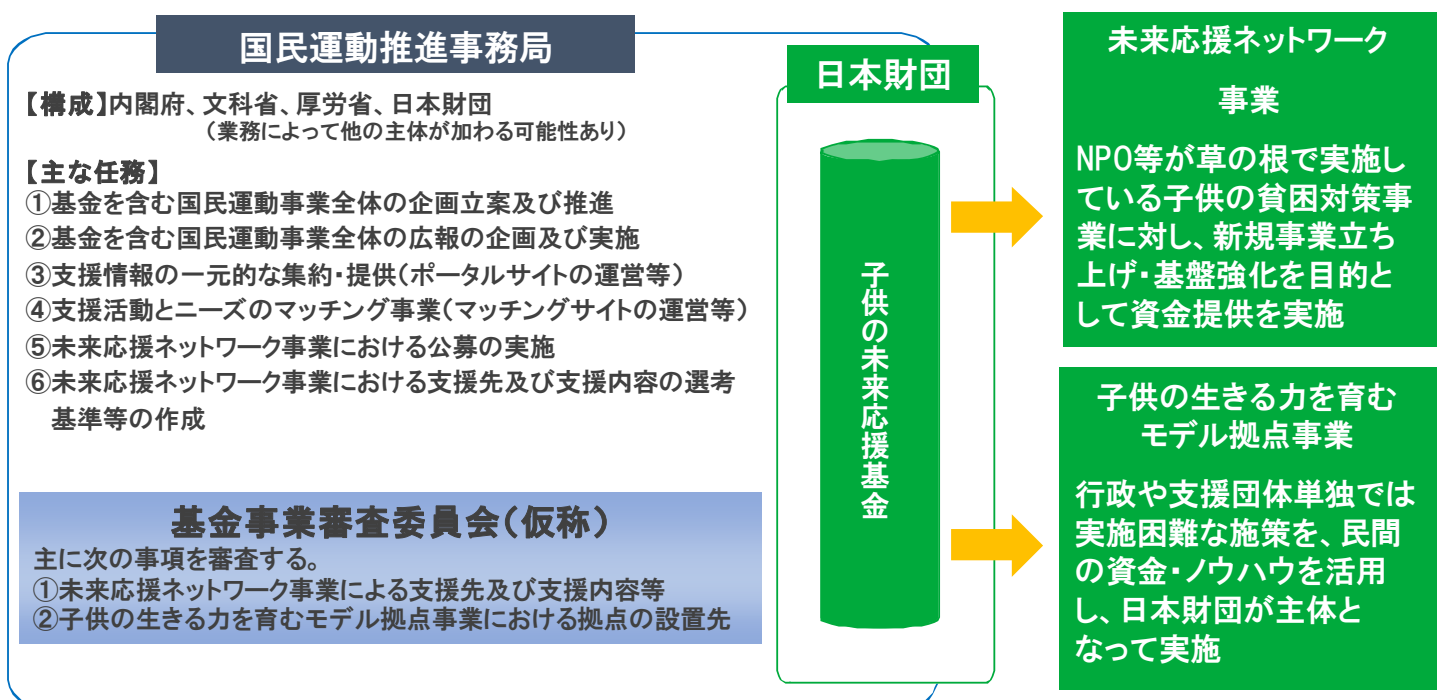 国民運動推進事務局
【構成】内閣府、文科省、厚労省、日本財団
（業務によって他の主体が加わる可能性あり）
【主な任務】
①基金を含む国民運動事業全体の企画立案及び推進
②基金を含む国民運動事業全体の広報の企画及び実施
③支援情報の一元的な集約・提供（ポータルサイトの運営等）
④支援活動とニーズのマッチング事業（マッチングサイトの運営等）
⑤未来応援ネットワーク事業における公募の実施
⑥未来応援ネットワーク事業における支援先及び支援内容の選考
基準等の作成
基金事業審査委員会（仮称）
主に次の事項を審査する。
①未来応援ネットワーク事業による支援先及び支援内容等
②子供の生きる力を育むモデル拠点事業における拠点の設置先
日本財団
子供の未来応援基金
未来応援ネットワーク
事業
NPO等が草の根で実施し
ている子供の貧困対策事
業に対し、新規事業立ち
上げ・基盤強化を目的と
して資金提供を実施
子供の生きる力を育む
モデル拠点事業
行政や支援団体単独では
実施困難な施策を、民間
の資金・ノウハウを活用
し、日本財団が主体と
なって実施